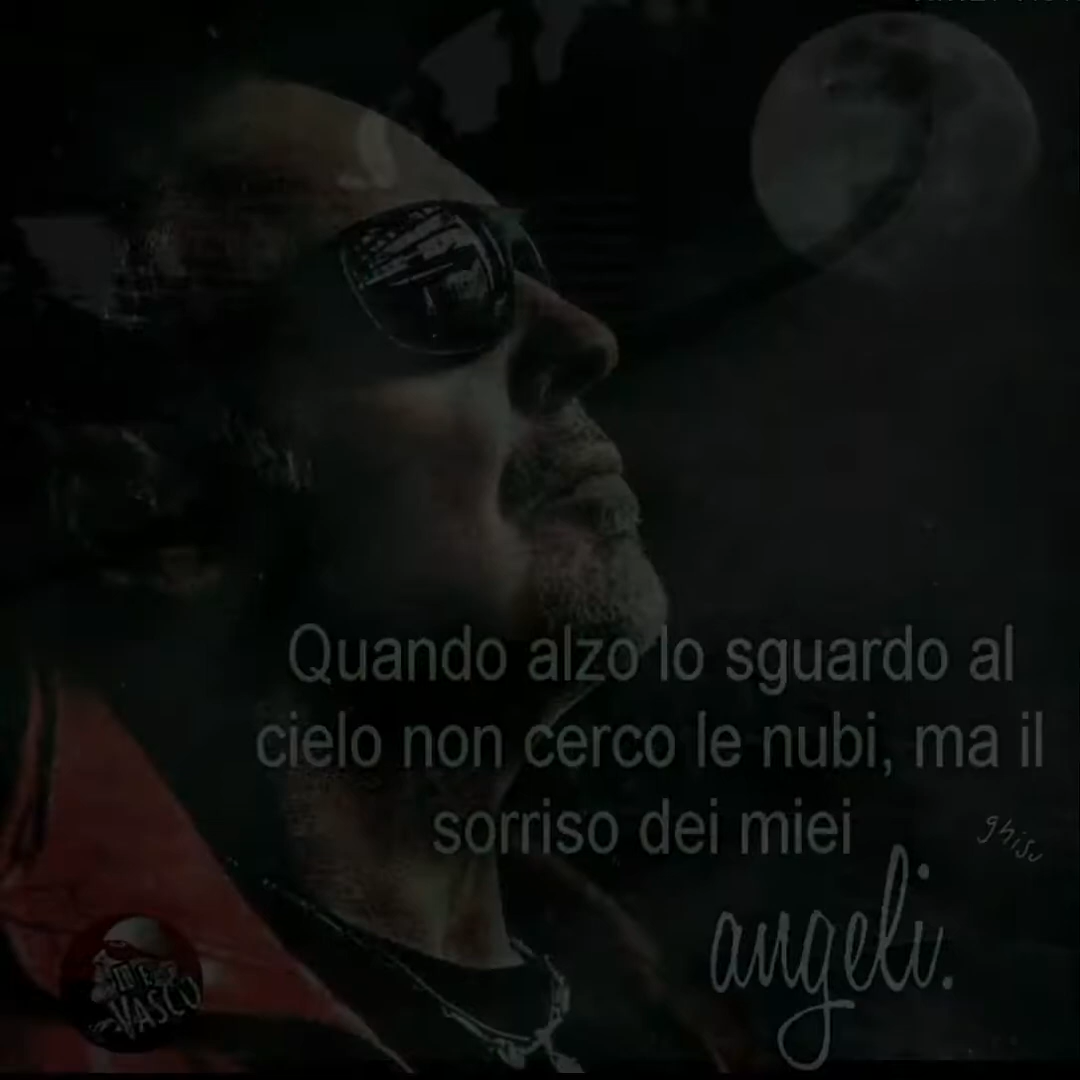 Quando alzo lo sguardo al
cielo non cerco le nubi, ma il
sorriso dei miei
ghisu
angeli.
VASCO